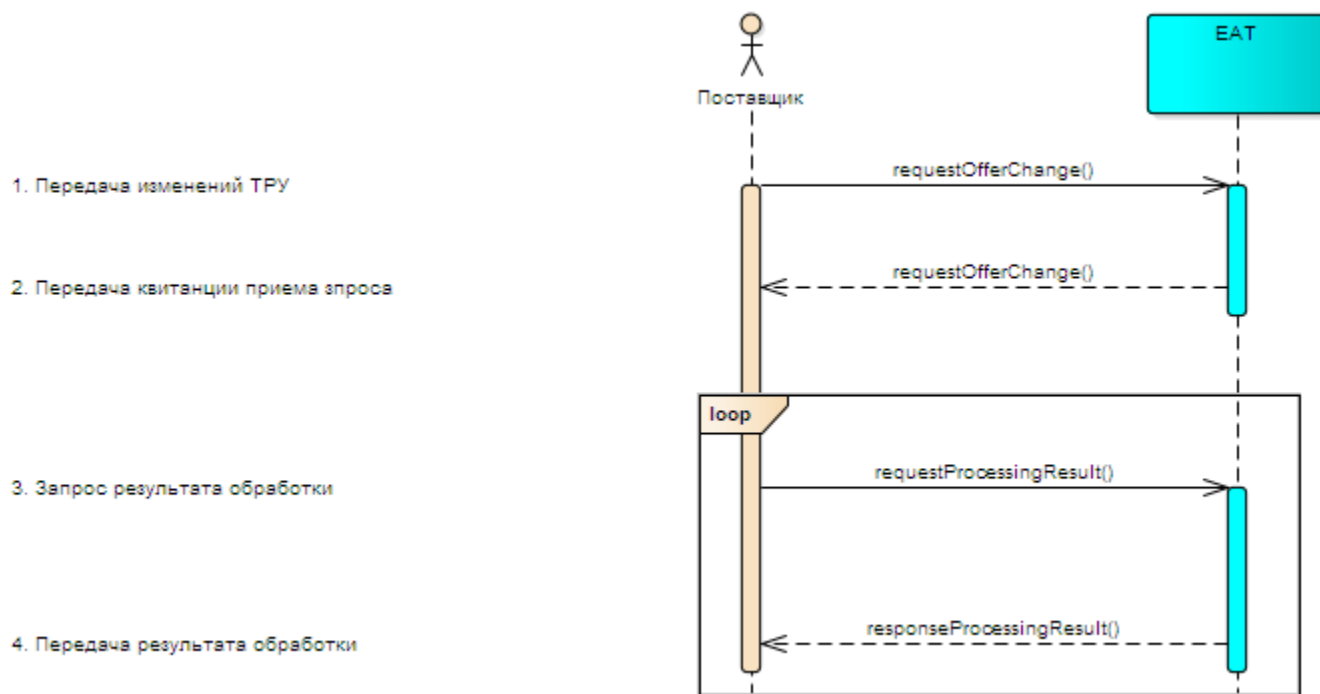 EAT
Поставщик
1. Передача изменений ТРУ
requestOfferChange()
2. Передача квитанции приема зпроса
requestOfferChange()
loop
3. Запрос результата обработки
requestProcessingResult()
4. Передача результата обработки
responseProcessingResult()